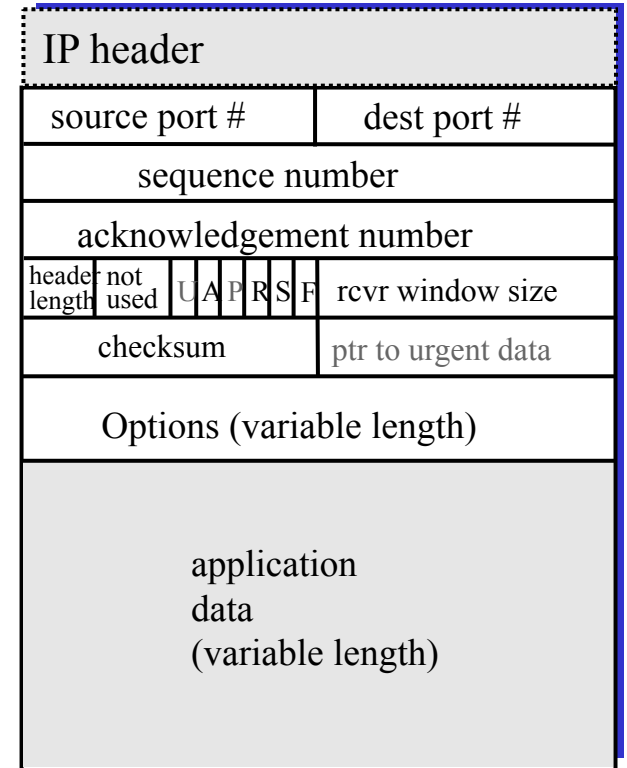 IP header
source port # dest port #
sequence number
acknowledgement number
header not
length used U A P R S F rcvr window size
checksum ptr to urgent data
Options (variable length)
application
data
(variable length)